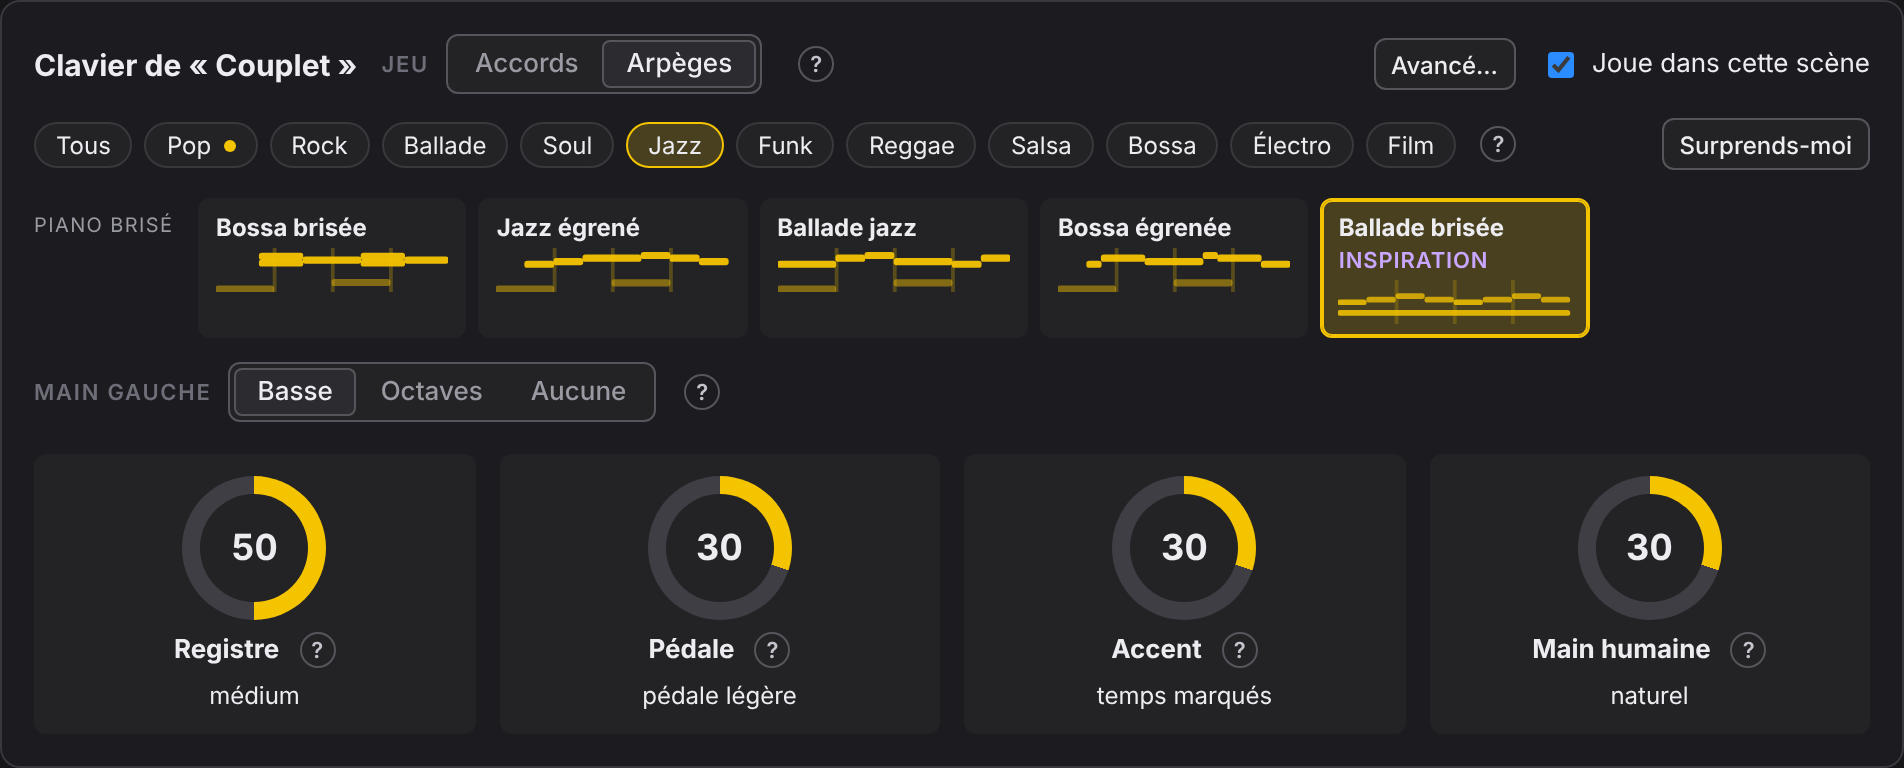 Clavier de « Couplet » JEU Accords Arpèges ? Avancé... Joue dans cette scène
Tous Pop Rock Ballade Soul Jazz Funk Reggae Salsa Bossa Électro Film ? Surprends-moi
PIANO BRISÉ Bossa brisée Jazz égrené Ballade jazz Bossa égrenée Ballade brisée
INSPIRATION
MAIN GAUCHE Basse Octaves Aucune ?
50 30 30 30
Registre ? Pédale ? Accent ? Main humaine ?
médium pédale légère temps marqués naturel